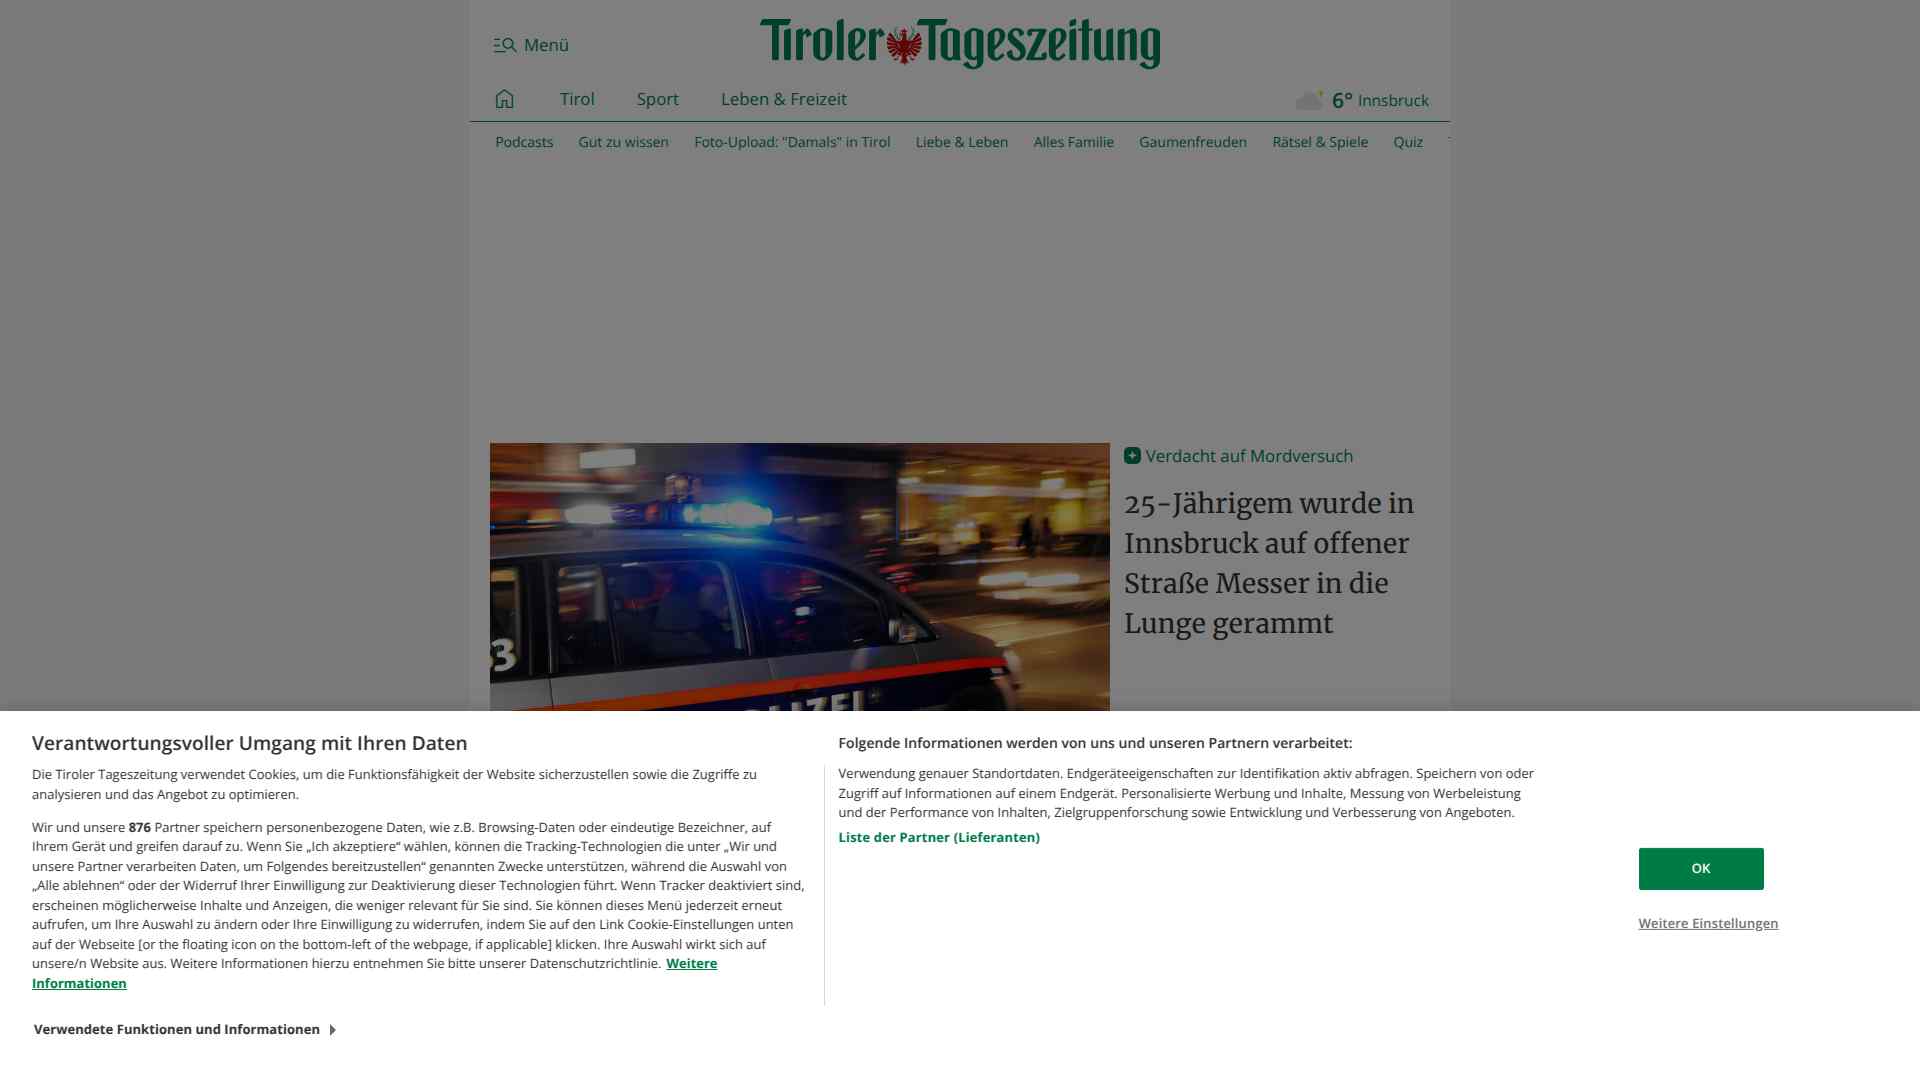 Menü
Tiroler Tageszeitung
Tirol
Sport
Leben & Freizeit
6° Innsbruck
Podcasts
Gut zu wissen
Foto-Upload: "Damals" in Tirol
Liebe & Leben
Alles Familie
Gaumenfreuden
Rätsel & Spiele
Quiz
33
Verdacht auf Mordversuch
25-Jährigem wurde in
Innsbruck auf offener
Straße Messer in die
Lunge gerammt
Verantwortungsvoller Umgang mit Ihren Daten
Die Tiroler Tageszeitung verwendet Cookies, um die Funktionsfähigkeit der Website sicherzustellen sowie die Zugriffe zu
analysieren und das Angebot zu optimieren.
Wir und unsere 876 Partner speichern personenbezogene Daten, wie z.B. Browsing-Daten oder eindeutige Bezeichner, auf
Ihrem Gerät und greifen darauf zu. Wenn Sie „Ich akzeptiere“ wählen, können die Tracking-Technologien die unter „Wir und
unsere Partner verarbeiten Daten, um Folgendes bereitzustellen“ genannten Zwecke unterstützen, während die Auswahl von
„Alle ablehnen“ oder der Widerruf Ihrer Einwilligung zur Deaktivierung dieser Technologien führt. Wenn Tracker deaktiviert sind,
erscheinen möglicherweise Inhalte und Anzeigen, die weniger relevant für Sie sind. Sie können dieses Menü jederzeit erneut
aufrufen, um Ihre Auswahl zu ändern oder Ihre Einwilligung zu widerrufen, indem Sie auf den Link Cookie-Einstellungen unten
auf der Webseite [or the floating icon on the bottom-left of the webpage, if applicable] klicken. Ihre Auswahl wirkt sich auf
unsere/n Website aus. Weitere Informationen hierzu entnehmen Sie bitte unserer Datenschutzrichtlinie. Weitere
Informationen
Verwendete Funktionen und Informationen
Folgende Informationen werden von uns und unseren Partnern verarbeitet:
Verwendung genauer Standortdaten. Endgeräteeigenschaften zur Identifikation aktiv abfragen. Speichern von oder
Zugriff auf Informationen auf einem Endgerät. Personalisierte Werbung und Inhalte, Messung von Werbeleistung
und der Performance von Inhalten, Zielgruppenforschung sowie Entwicklung und Verbesserung von Angeboten.
Liste der Partner (Lieferanten)
OK
Weitere Einstellungen